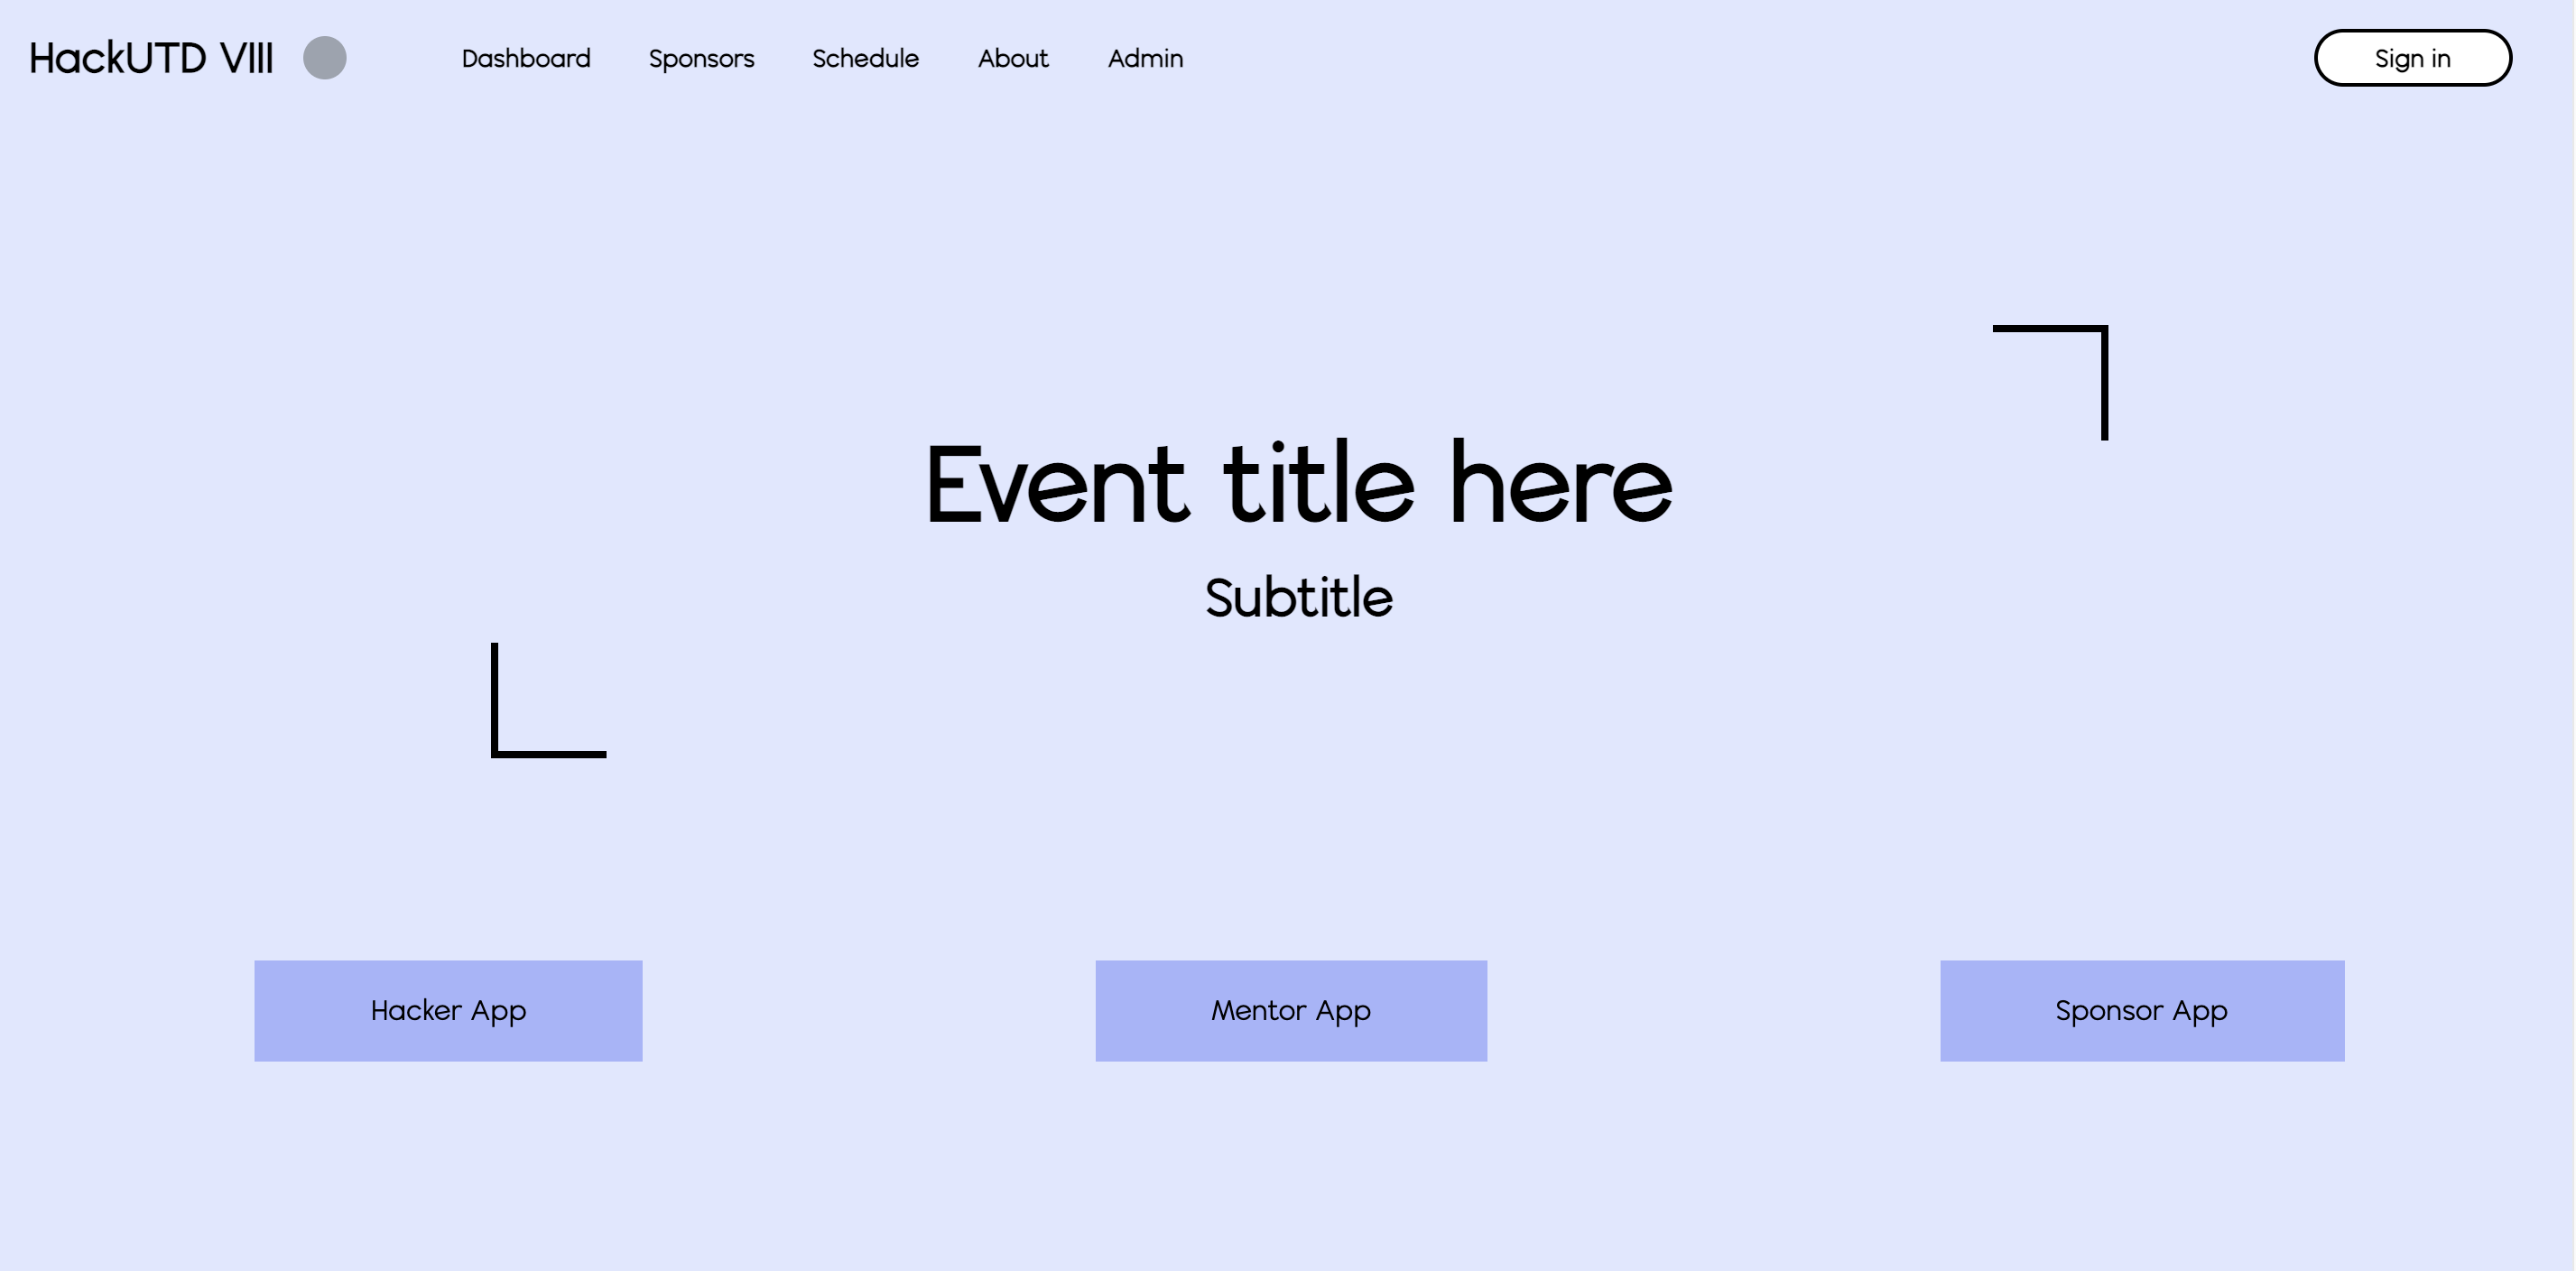 HackUTD VIII Dashboard Sponsors Schedule About Admin Sign in
Event title here
Subtitle
Hacker App Mentor App Sponsor App